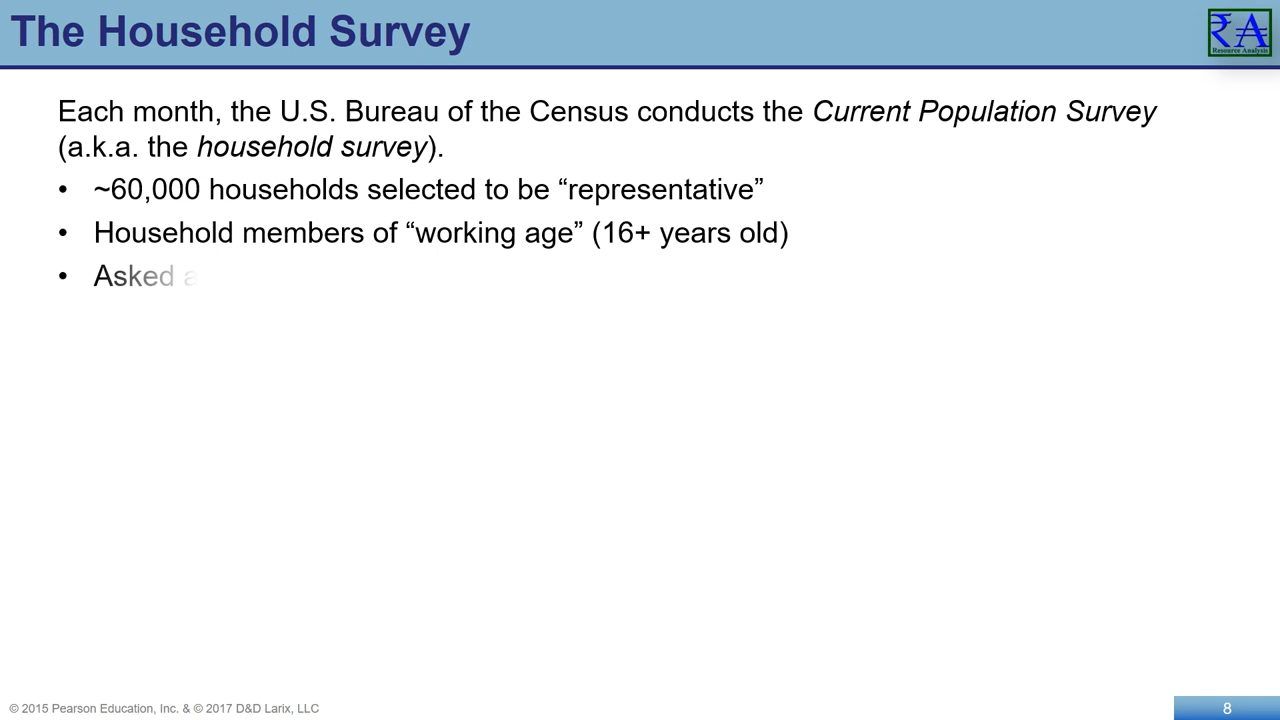 The Household Survey
₹A
Resource Analysis
Each month, the U.S. Bureau of the Census conducts the Current Population Survey
(a.k.a. the household survey).
• ~60,000 households selected to be “representative”
• Household members of “working age” (16+ years old)
• Asked a
© 2015 Pearson Education, Inc. & © 2017 D&D Larix, LLC
8